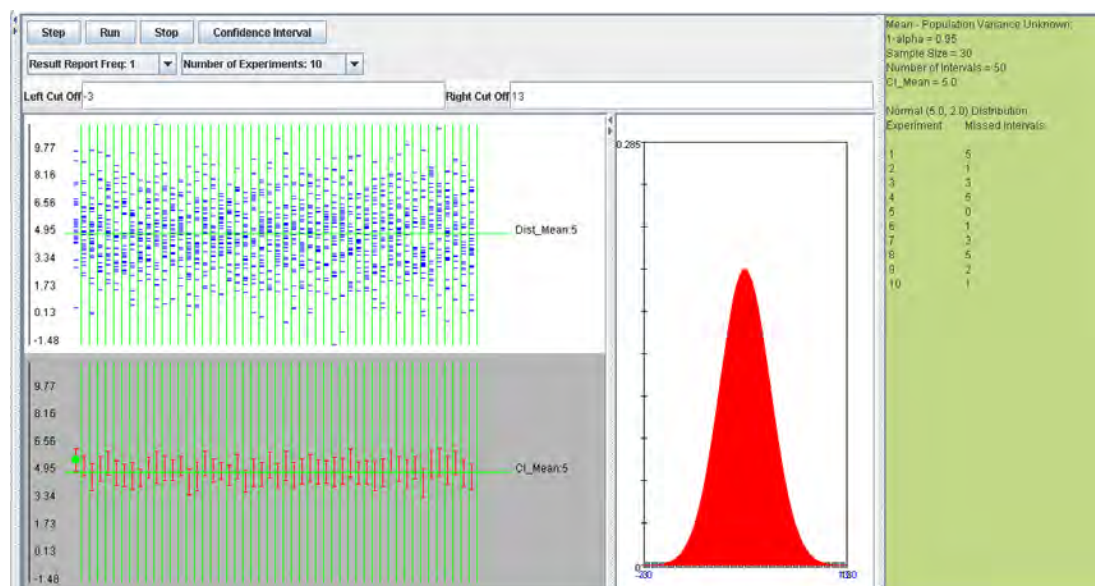 Step Run Stop Confidence Interval
Result Report Freq: 1 Number of Experiments: 10
Left Cut Off -3 Right Cut Off 13
9.77
8.16
6.56
4.95
3.34
1.73
0.13
-1.48
Dist_Mean:5
9.77
8.16
6.56
4.95
3.34
1.73
0.13
-1.48
CI_Mean:5
0.285
0
Mean - Population Variance Unknown:
1-alpha = 0.95
Sample Size = 30
Number of Intervals = 50
CI_Mean = 5.0
Normal (5.0, 2.0) Distribution
Experiment Missed Intervals
1 5
2 1
3 3
4 5
5 0
6 1
7 3
8 5
9 2
10 1